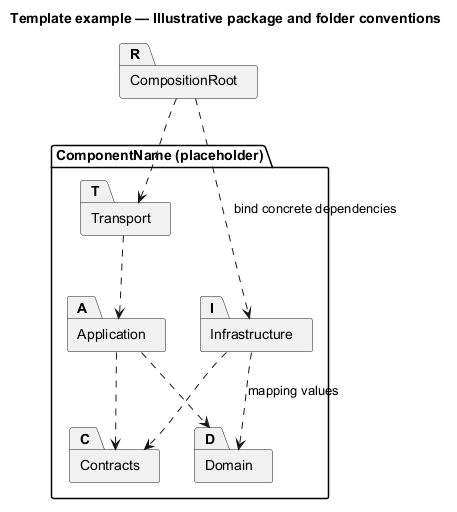 Template example — Illustrative package and folder conventions
R
CompositionRoot
ComponentName (placeholder)
T
Transport
bind concrete dependencies
A
Application
I
Infrastructure
mapping values
C
Contracts
D
Domain